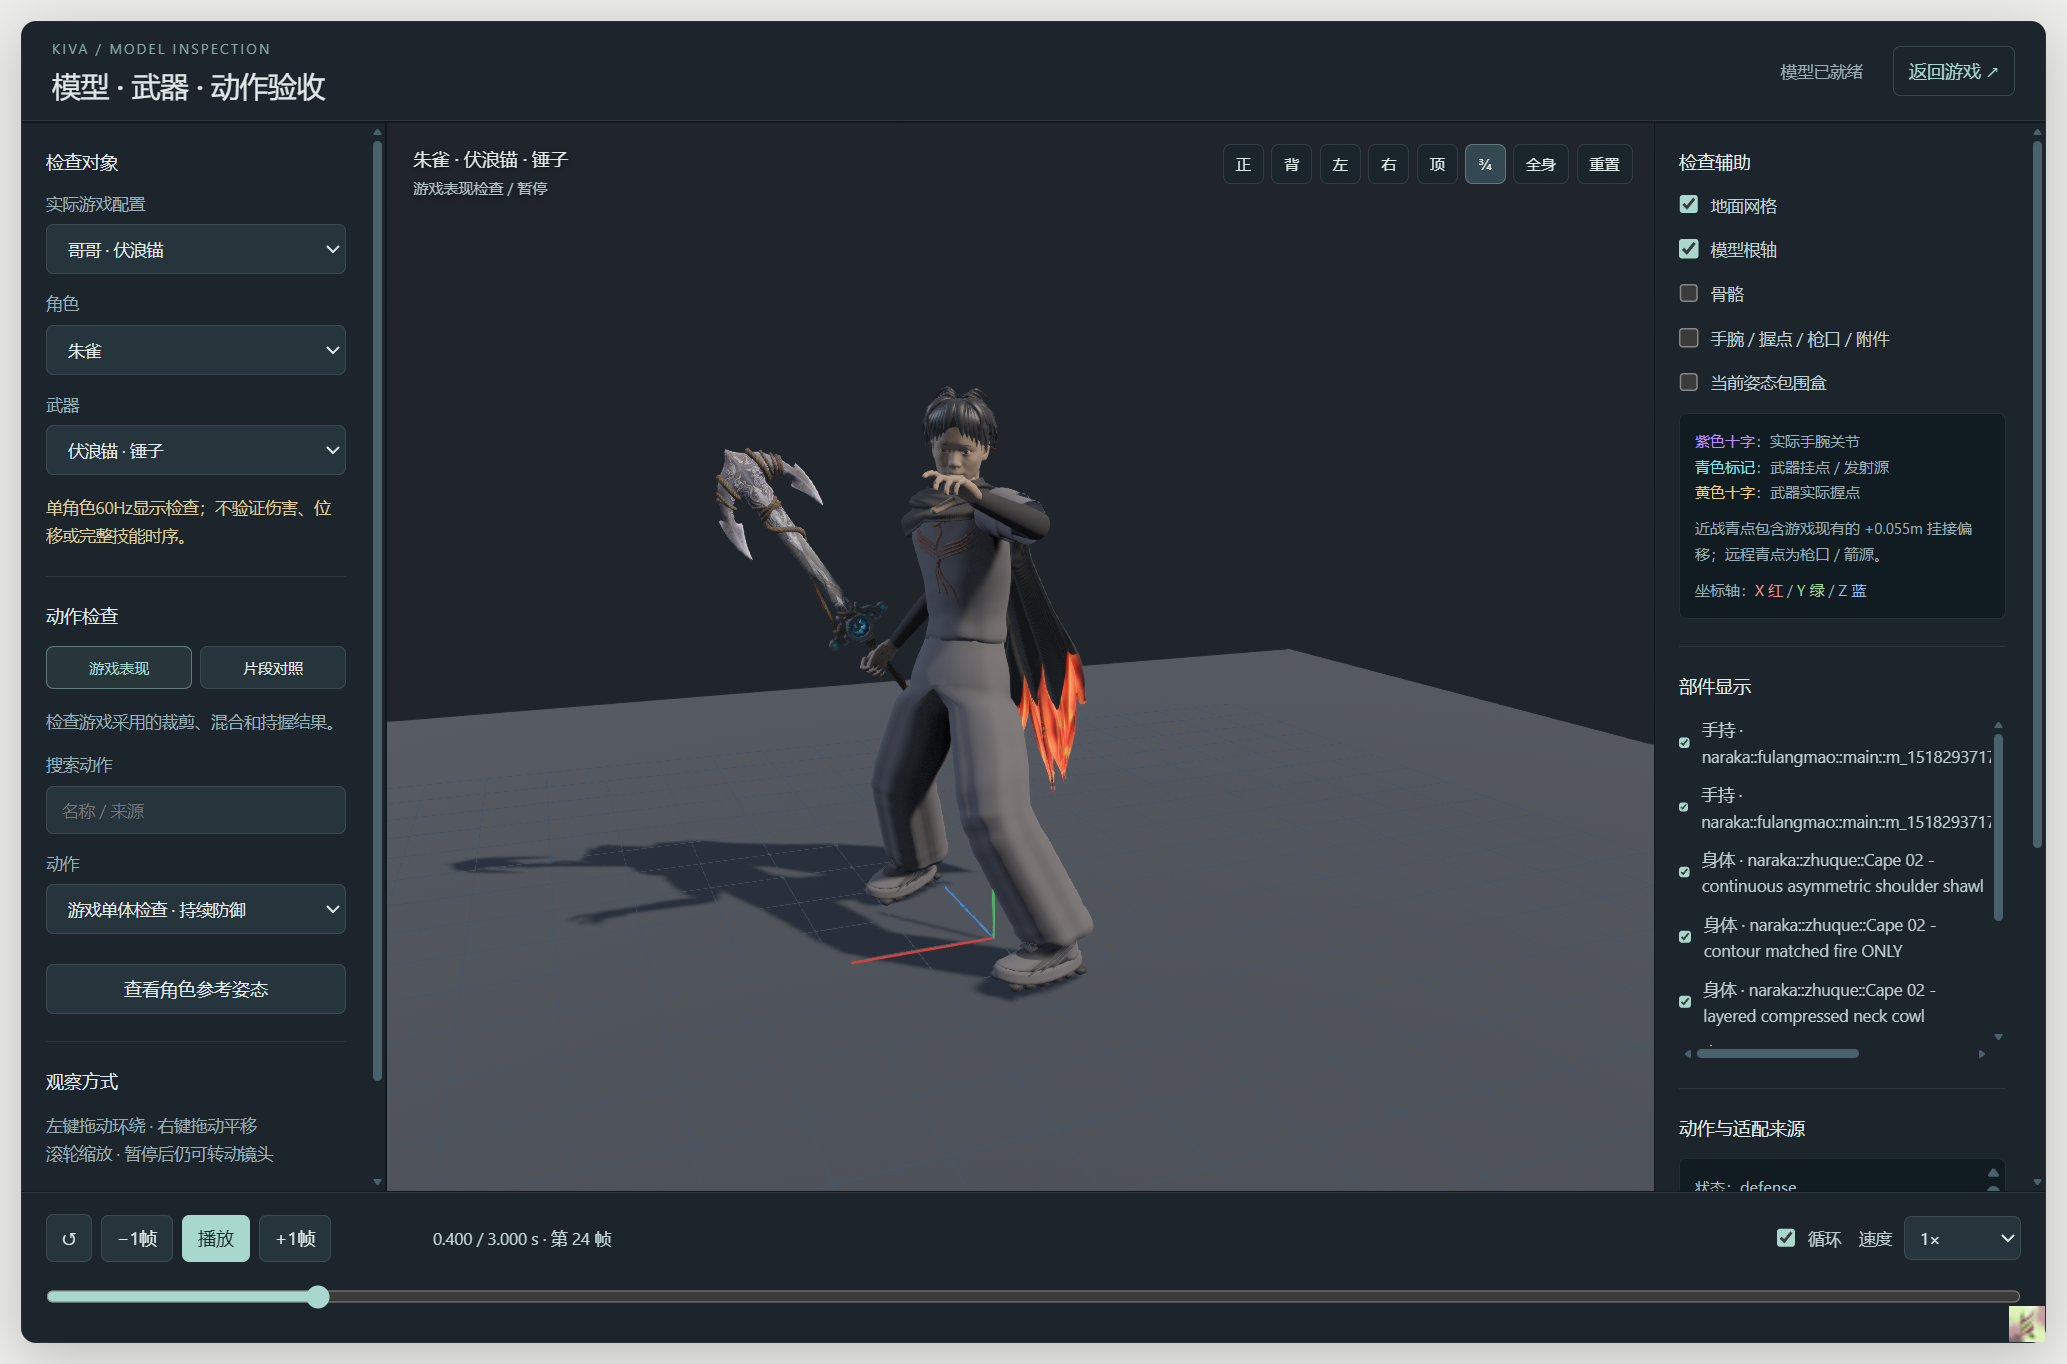 KIVA / MODEL INSPECTION
模型 · 武器 · 动作验收
模型已就绪
返回游戏 ↗
检查对象
实际游戏配置
哥哥 · 伏浪锚
角色
朱雀
武器
伏浪锚 · 锤子
单角色60Hz显示检查；不验证伤害、位
移或完整技能时序。
动作检查
游戏表现
片段对照
检查游戏采用的裁剪、混合和持握结果。
搜索动作
名称 / 来源
动作
游戏单体检查 · 持续防御
查看角色参考姿态
观察方式
左键拖动环绕 · 右键拖动平移
滚轮缩放 · 暂停后仍可转动镜头
朱雀 · 伏浪锚 · 锤子
游戏表现检查 / 暂停
正
背
左
右
顶
¾
全身
重置
检查辅助
地面网格
模型根轴
骨骼
手腕 / 握点 / 枪口 / 附件
当前姿态包围盒
紫色十字：实际手腕关节
青色标记：武器挂点 / 发射源
黄色十字：武器实际握点
近战青点包含游戏现有的 +0.055m 挂接偏
移；远程青点为枪口 / 箭源。
坐标轴：X 红 / Y 绿 / Z 蓝
部件显示
手持 ·
naraka::fulangmao::main::m_151829371
手持 ·
naraka::fulangmao::main::m_151829371
身体 · naraka::zhuque::Cape 02 -
continuous asymmetric shoulder shawl
身体 · naraka::zhuque::Cape 02 -
contour matched fire ONLY
身体 · naraka::zhuque::Cape 02 -
layered compressed neck cowl
动作与适配来源
状态：defense
↺
−1帧
播放
+1帧
0.400 / 3.000 s · 第 24 帧
循环
速度
1×